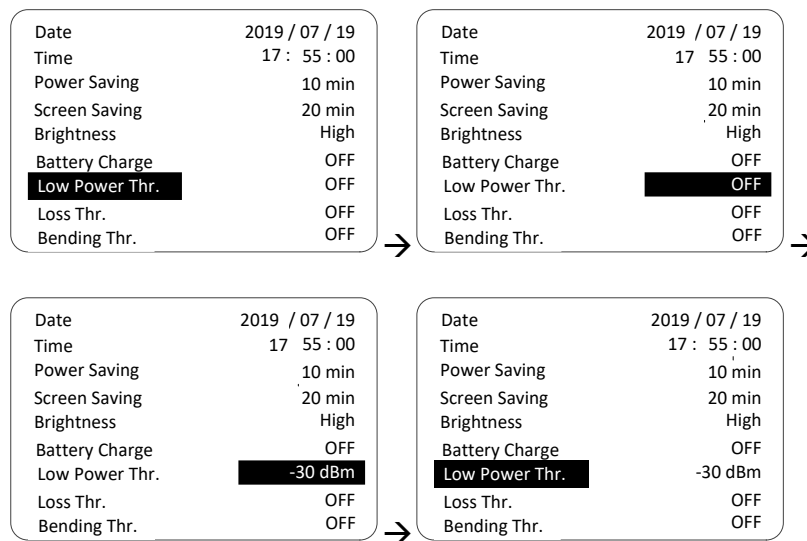 Date 2019 / 07 / 19
Time 17 : 55 : 00
Power Saving 10 min
Screen Saving 20 min
Brightness High
Battery Charge OFF
Low Power Thr. OFF
Loss Thr. OFF
Bending Thr. OFF
→
Date 2019 / 07 / 19
Time 17 55 : 00
Power Saving 10 min
Screen Saving 20 min
Brightness High
Battery Charge OFF
Low Power Thr. OFF
Loss Thr. OFF
Bending Thr. OFF
→
Date 2019 / 07 / 19
Time 17 55 : 00
Power Saving 10 min
Screen Saving 20 min
Brightness High
Battery Charge OFF
Low Power Thr. -30 dBm
Loss Thr. OFF
Bending Thr. OFF
→
Date 2019 / 07 / 19
Time 17 : 55 : 00
Power Saving 10 min
Screen Saving 20 min
Brightness High
Battery Charge OFF
Low Power Thr. -30 dBm
Loss Thr. OFF
Bending Thr. OFF